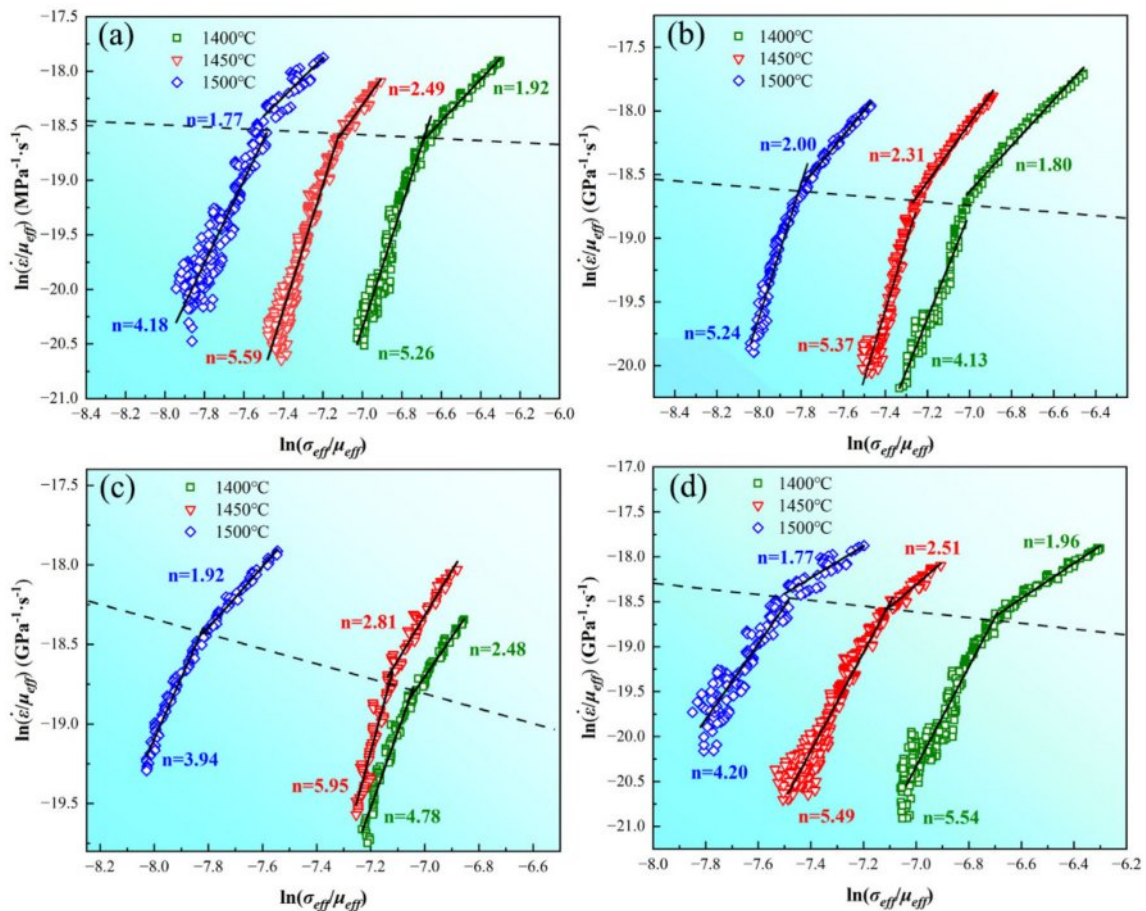 (a)
1400°C
1450°C
1500°C
n=1.77
n=2.49
n=1.92
n=4.18
n=5.59
n=5.26
ln(ε̇/μeff) (MPa⁻¹·s⁻¹)
−17.5
−18.0
−18.5
−19.0
−19.5
−20.0
−20.5
−21.0
−8.4 −8.2 −8.0 −7.8 −7.6 −7.4 −7.2 −7.0 −6.8 −6.6 −6.4 −6.2 −6.0
ln(σeff/μeff)
(b)
1400°C
1450°C
1500°C
n=2.00
n=2.31
n=1.80
n=5.24
n=5.37
n=4.13
ln(ε̇/μeff) (GPa⁻¹·s⁻¹)
−17.5
−18.0
−18.5
−19.0
−19.5
−20.0
−8.4 −8.2 −8.0 −7.8 −7.6 −7.4 −7.2 −7.0 −6.8 −6.6 −6.4
ln(σeff/μeff)
(c)
1400°C
1450°C
1500°C
n=1.92
n=2.81
n=2.48
n=3.94
n=5.95
n=4.78
ln(ε̇/μeff) (GPa⁻¹·s⁻¹)
−17.5
−18.0
−18.5
−19.0
−19.5
−8.2 −8.0 −7.8 −7.6 −7.4 −7.2 −7.0 −6.8 −6.6
ln(σeff/μeff)
(d)
1400°C
1450°C
1500°C
n=1.77
n=2.51
n=1.96
n=4.20
n=5.49
n=5.54
ln(ε̇/μeff) (GPa⁻¹·s⁻¹)
−17.0
−17.5
−18.0
−18.5
−19.0
−19.5
−20.0
−20.5
−21.0
−8.0 −7.8 −7.6 −7.4 −7.2 −7.0 −6.8 −6.6 −6.4 −6.2
ln(σeff/μeff)